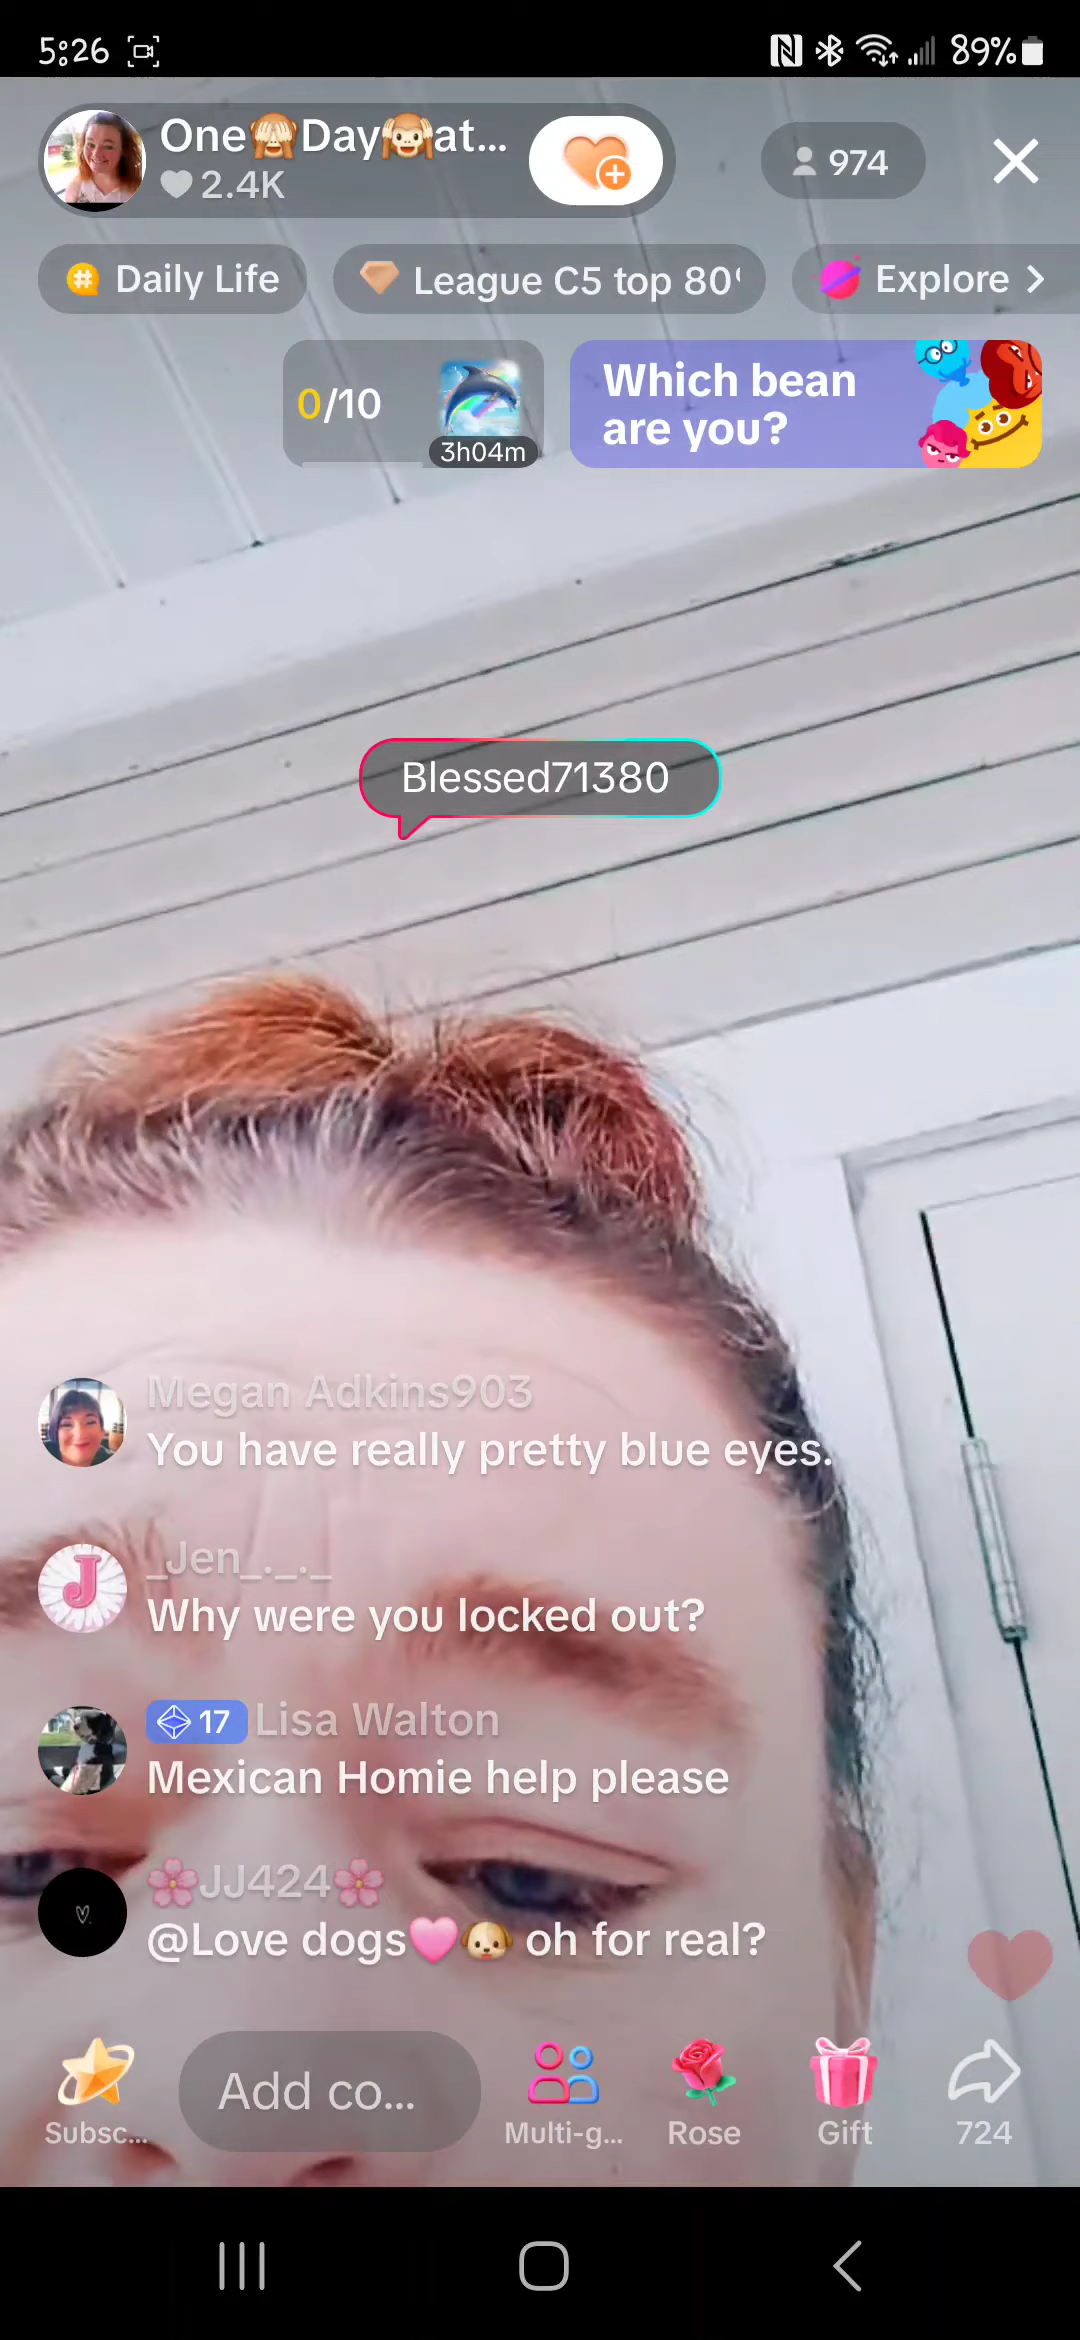 5:26
89%
One🙈Day🙉at...
2.4K
974
Daily Life
League C5 top 80
Explore >
0/10
3h04m
Which bean
are you?
Blessed71380
Megan Adkins903
You have really pretty blue eyes.
_Jen_._._
Why were you locked out?
17 Lisa Walton
Mexican Homie help please
🌸JJ424🌸
@Love dogs🩷🐶 oh for real?
Subsc...
Add co...
Multi-g...
Rose
Gift
724